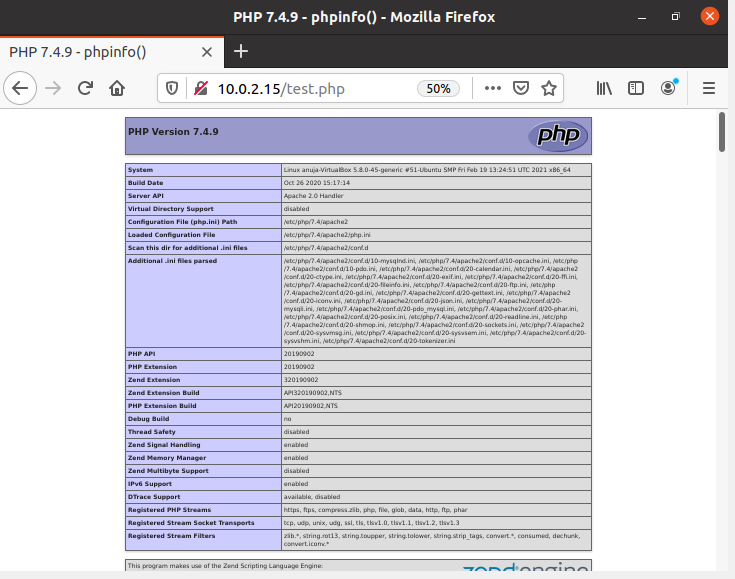 PHP 7.4.9 - phpinfo() - Mozilla Firefox
PHP 7.4.9 - phpinfo()
10.0.2.15/test.php 50%
PHP Version 7.4.9 php
System Linux anuja-VirtualBox 5.8.0-45-generic #51-Ubuntu SMP Fri Feb 19 13:24:51 UTC 2021 x86_64
Build Date Oct 26 2020 15:17:14
Server API Apache 2.0 Handler
Virtual Directory Support disabled
Configuration File (php.ini) Path /etc/php/7.4/apache2
Loaded Configuration File /etc/php/7.4/apache2/php.ini
Scan this dir for additional .ini files /etc/php/7.4/apache2/conf.d
Additional .ini files parsed /etc/php/7.4/apache2/conf.d/10-mysqlnd.ini, /etc/php/7.4/apache2/conf.d/10-opcache.ini, /etc/php
/7.4/apache2/conf.d/10-pdo.ini, /etc/php/7.4/apache2/conf.d/20-calendar.ini, /etc/php/7.4/apache2
/conf.d/20-ctype.ini, /etc/php/7.4/apache2/conf.d/20-exif.ini, /etc/php/7.4/apache2/conf.d/20-ffi.ini,
/etc/php/7.4/apache2/conf.d/20-fileinfo.ini, /etc/php/7.4/apache2/conf.d/20-ftp.ini, /etc/php
/7.4/apache2/conf.d/20-gd.ini, /etc/php/7.4/apache2/conf.d/20-gettext.ini, /etc/php/7.4/apache2
/conf.d/20-iconv.ini, /etc/php/7.4/apache2/conf.d/20-json.ini, /etc/php/7.4/apache2/conf.d/20-
mysqli.ini, /etc/php/7.4/apache2/conf.d/20-pdo_mysql.ini, /etc/php/7.4/apache2/conf.d/20-phar.ini,
/etc/php/7.4/apache2/conf.d/20-posix.ini, /etc/php/7.4/apache2/conf.d/20-readline.ini, /etc/php
/7.4/apache2/conf.d/20-shmop.ini, /etc/php/7.4/apache2/conf.d/20-sockets.ini, /etc/php/7.4/apache2
/conf.d/20-sysvmsg.ini, /etc/php/7.4/apache2/conf.d/20-sysvsem.ini, /etc/php/7.4/apache2/conf.d/20-
sysvshm.ini, /etc/php/7.4/apache2/conf.d/20-tokenizer.ini
PHP API 20190902
PHP Extension 20190902
Zend Extension 320190902
Zend Extension Build API320190902,NTS
PHP Extension Build API20190902,NTS
Debug Build no
Thread Safety disabled
Zend Signal Handling enabled
Zend Memory Manager enabled
Zend Multibyte Support disabled
IPv6 Support enabled
DTrace Support available, disabled
Registered PHP Streams https, ftps, compress.zlib, php, file, glob, data, http, ftp, phar
Registered Stream Socket Transports tcp, udp, unix, udg, ssl, tls, tlsv1.0, tlsv1.1, tlsv1.2, tlsv1.3
Registered Stream Filters zlib.*, string.rot13, string.toupper, string.tolower, string.strip_tags, convert.*, consumed, dechunk,
convert.iconv.*
This program makes use of the Zend Scripting Language Engine: zend engine